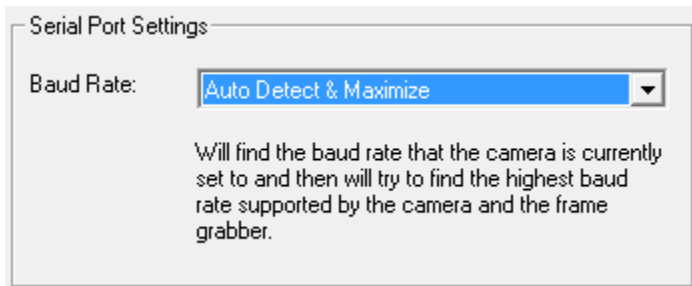 Serial Port Settings
Baud Rate:
Auto Detect & Maximize
Will find the baud rate that the camera is currently
set to and then will try to find the highest baud
rate supported by the camera and the frame
grabber.